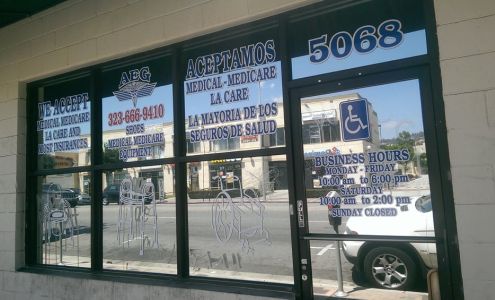 WE ACCEPT
MEDICAL-MEDICARE
LA CARE AND
MOST INSURANCES.
AEG
323-666-9410
SHOES
MEDICAL MEDICARE
EQUIPMENT
ACEPTAMOS
MEDICAL-MEDICARE
LA CARE
LA MAYORIA DE LOS
SEGUROS DE SALUD
5068
BUSINESS HOURS
MONDAY - FRIDAY
10:00 am to 6:00 pm
SATURDAY
10:00 am to 2:00 pm
SUNDAY CLOSED